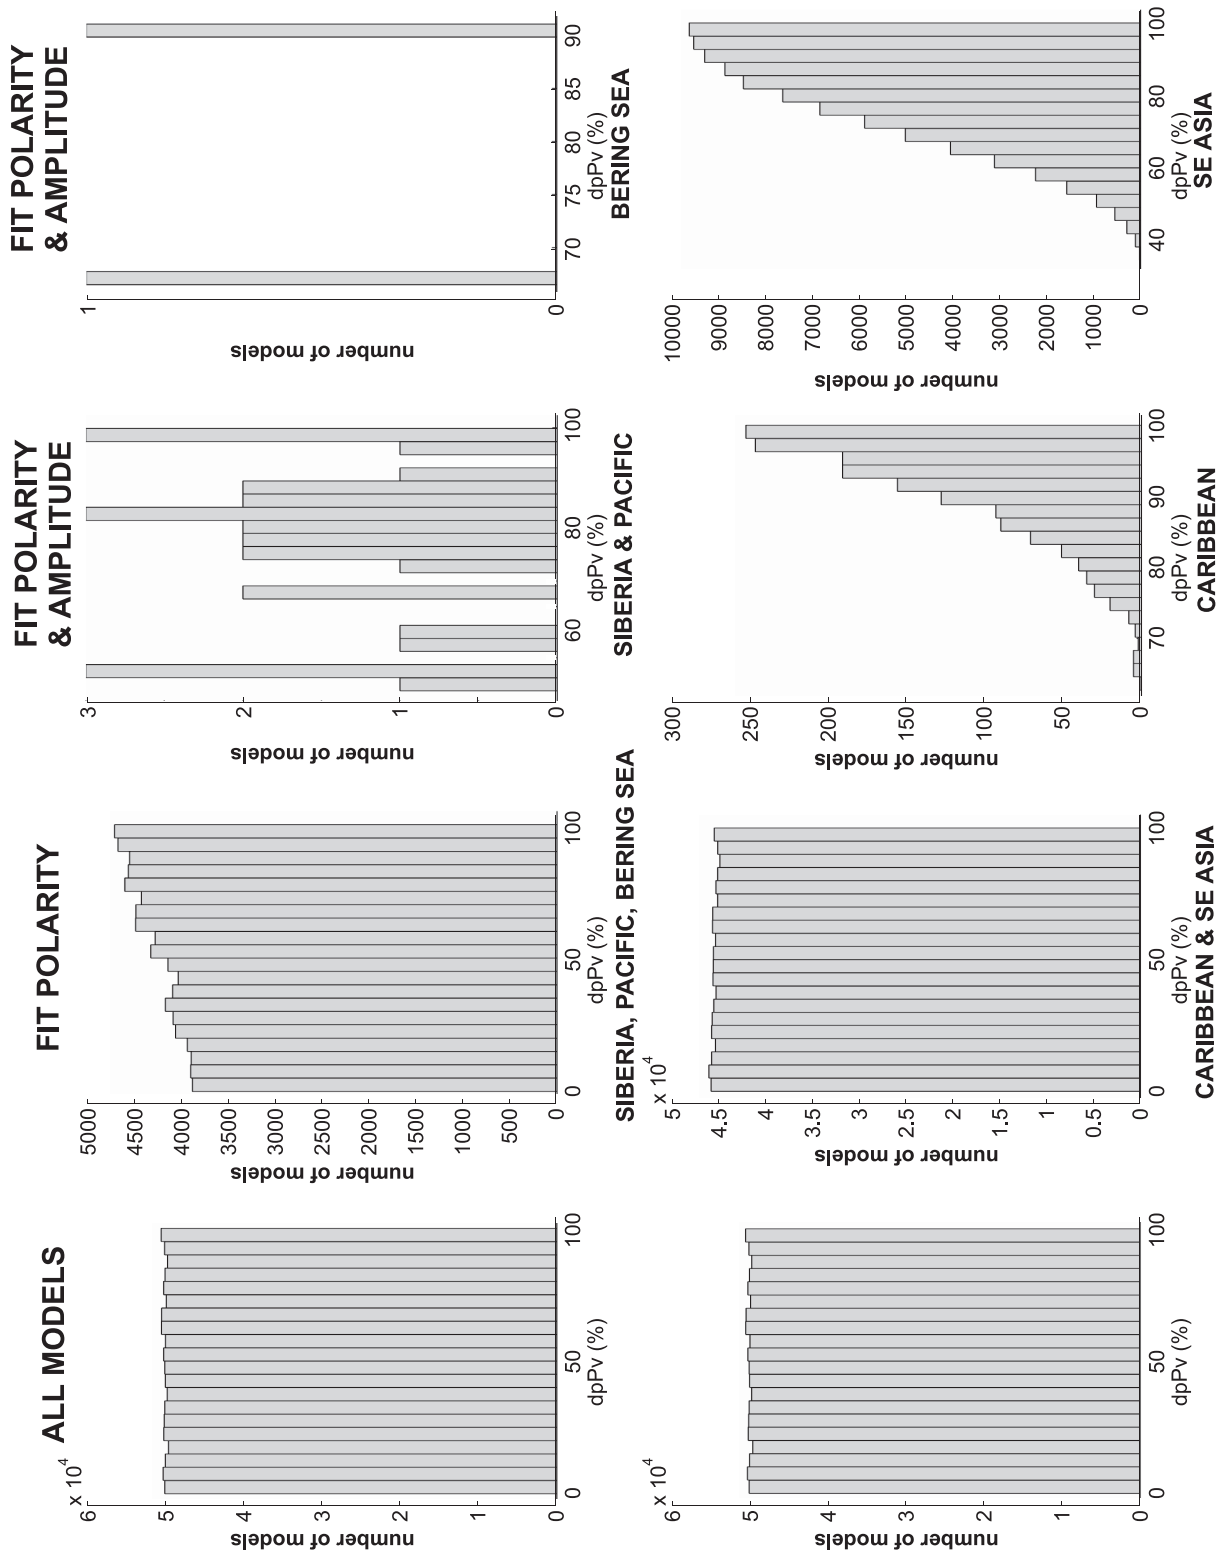 ALL MODELS
FIT POLARITY
FIT POLARITY
& AMPLITUDE
FIT POLARITY
& AMPLITUDE
x 10^4
6
5
4
3
2
1
0
number of models
0 50 100
dpPv (%)
5000
4500
4000
3500
3000
2500
2000
1500
1000
500
0
number of models
0 50 100
dpPv (%)
SIBERIA, PACIFIC, BERING SEA
3
2
1
0
number of models
60 80 100
dpPv (%)
SIBERIA & PACIFIC
1
0
number of models
70 75 80 85 90
dpPv (%)
BERING SEA
x 10^4
6
5
4
3
2
1
0
number of models
0 50 100
dpPv (%)
x 10^4
5
4.5
4
3.5
3
2.5
2
1.5
1
0.5
0
number of models
0 50 100
dpPv (%)
CARIBBEAN & SE ASIA
300
250
200
150
100
50
0
number of models
70 80 90 100
dpPv (%)
CARIBBEAN
10000
9000
8000
7000
6000
5000
4000
3000
2000
1000
0
number of models
40 60 80 100
dpPv (%)
SE ASIA